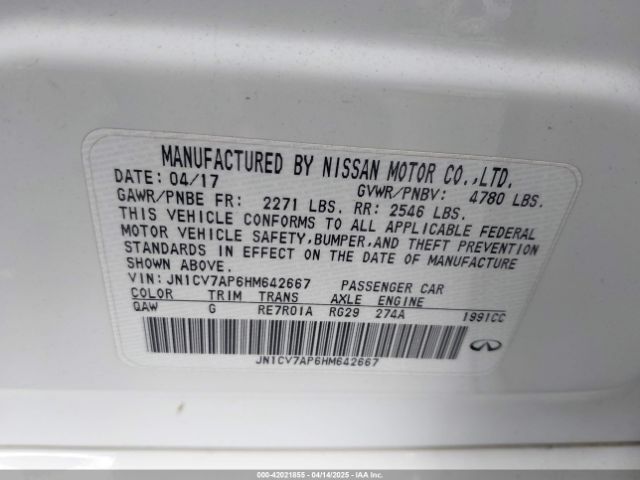 MANUFACTURED BY NISSAN MOTOR CO.,LTD.
DATE: 04/17 GVWR/PNBV: 4780 LBS.
GAWR/PNBE FR: 2271 LBS. RR: 2546 LBS.
THIS VEHICLE CONFORMS TO ALL APPLICABLE FEDERAL
MOTOR VEHICLE SAFETY,BUMPER,AND THEFT PREVENTION
STANDARDS IN EFFECT ON THE DATE OF MANUFACTURE
SHOWN ABOVE.
VIN: JN1CV7AP6HM642667 PASSENGER CAR
COLOR TRIM TRANS AXLE ENGINE
QAW G RE7R01A RG29 274A 1991CC
JN1CV7AP6HM642667
000-42021855 - 04/14/2025 - IAAI.COM